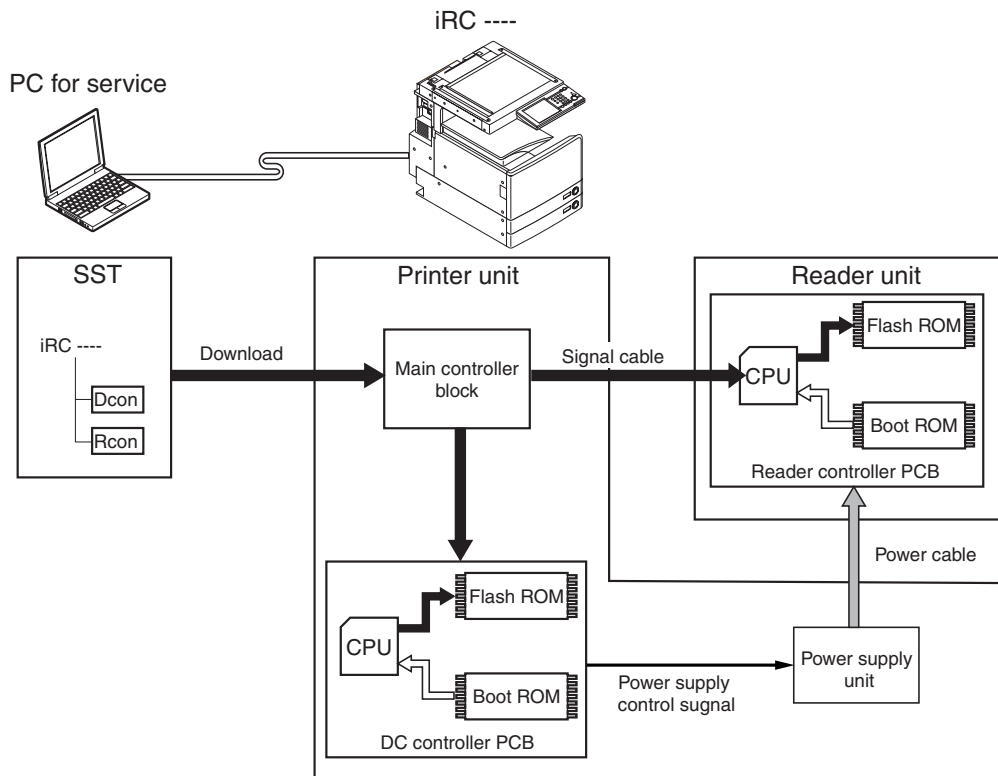 iRC ----
PC for service
SST
iRC ----
Dcon
Rcon
Download
Printer unit
Main controller
block
Signal cable
Reader unit
Flash ROM
CPU
Boot ROM
Reader controller PCB
Power cable
Flash ROM
CPU
Boot ROM
DC controller PCB
Power supply
control sugnal
Power supply
unit